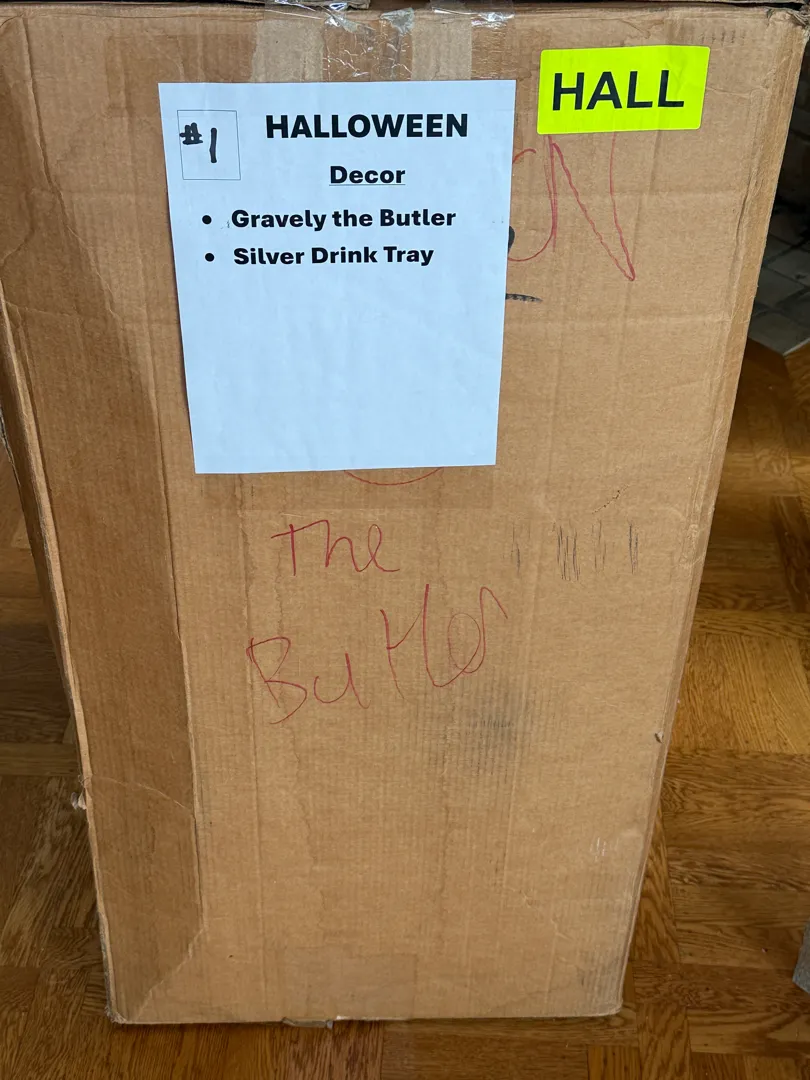 HALL
#1
HALLOWEEN
Decor
• Gravely the Butler
• Silver Drink Tray
The
Butler